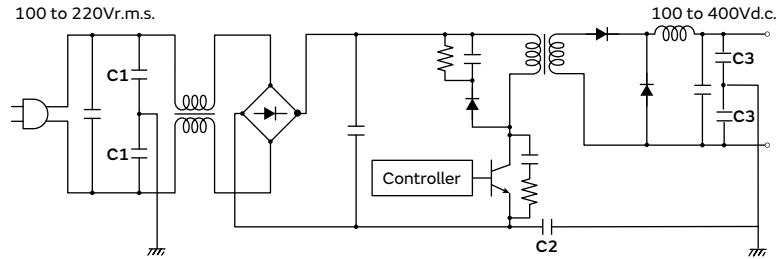 100 to 220Vr.m.s.
100 to 400Vd.c.
C1
C3
C1
C3
Controller
C2